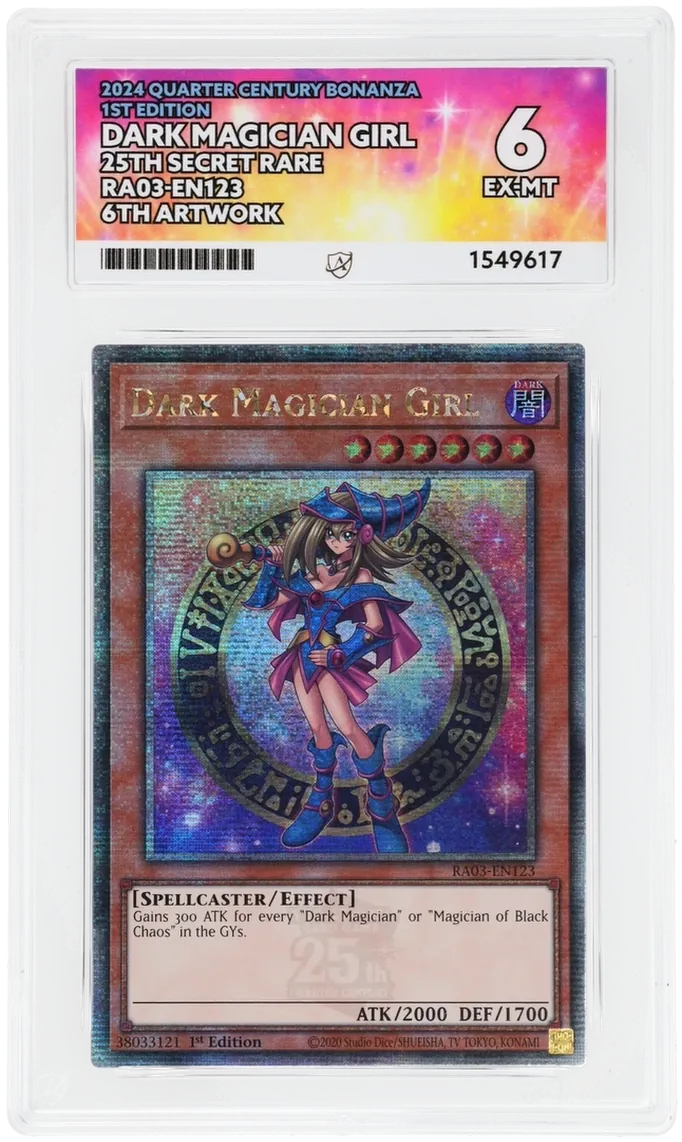 2024 QUARTER CENTURY BONANZA
1ST EDITION
DARK MAGICIAN GIRL
25TH SECRET RARE
RA03-EN123
6TH ARTWORK
6
EX-MT
1549617
DARK MAGICIAN GIRL
DARK
闇
RA03-EN123
[SPELLCASTER/EFFECT]
Gains 300 ATK for every "Dark Magician" or "Magician of Black
Chaos" in the GYs.
25th
ATK/2000 DEF/1700
38033121 1st Edition ©2020 Studio Dice/SHUEISHA, TV TOKYO, KONAMI